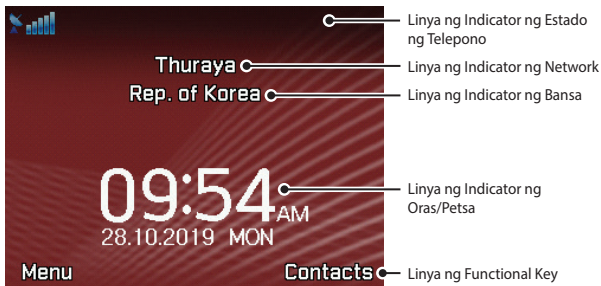 Linya ng Indicator ng Estado
ng Telepono
Thuraya
Linya ng Indicator ng Network
Rep. of Korea
Linya ng Indicator ng Bansa
09:54 AM
Linya ng Indicator ng
Oras/Petsa
28.10.2019 MON
Menu
Contacts
Linya ng Functional Key